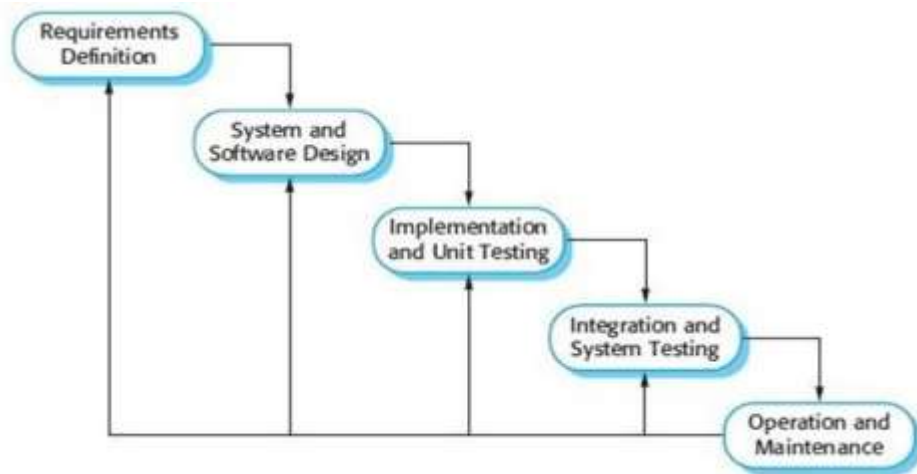 Requirements
Definition
System and
Software Design
Implementation
and Unit Testing
Integration and
System Testing
Operation and
Maintenance